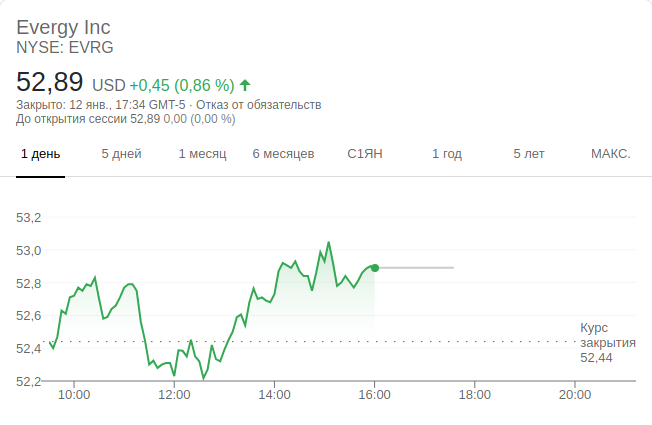 Evergy Inc
NYSE: EVRG
52,89 USD +0,45 (0,86 %)
Закрыто: 12 янв., 17:34 GMT-5 · Отказ от обязательств
До открытия сессии 52,89 0,00 (0,00 %)
1 день 5 дней 1 месяц 6 месяцев С1ЯН 1 год 5 лет МАКС.
53,2
53,0
52,8
52,6
52,4
52,2
Курс
закрытия
52,44
10:00 12:00 14:00 16:00 18:00 20:00